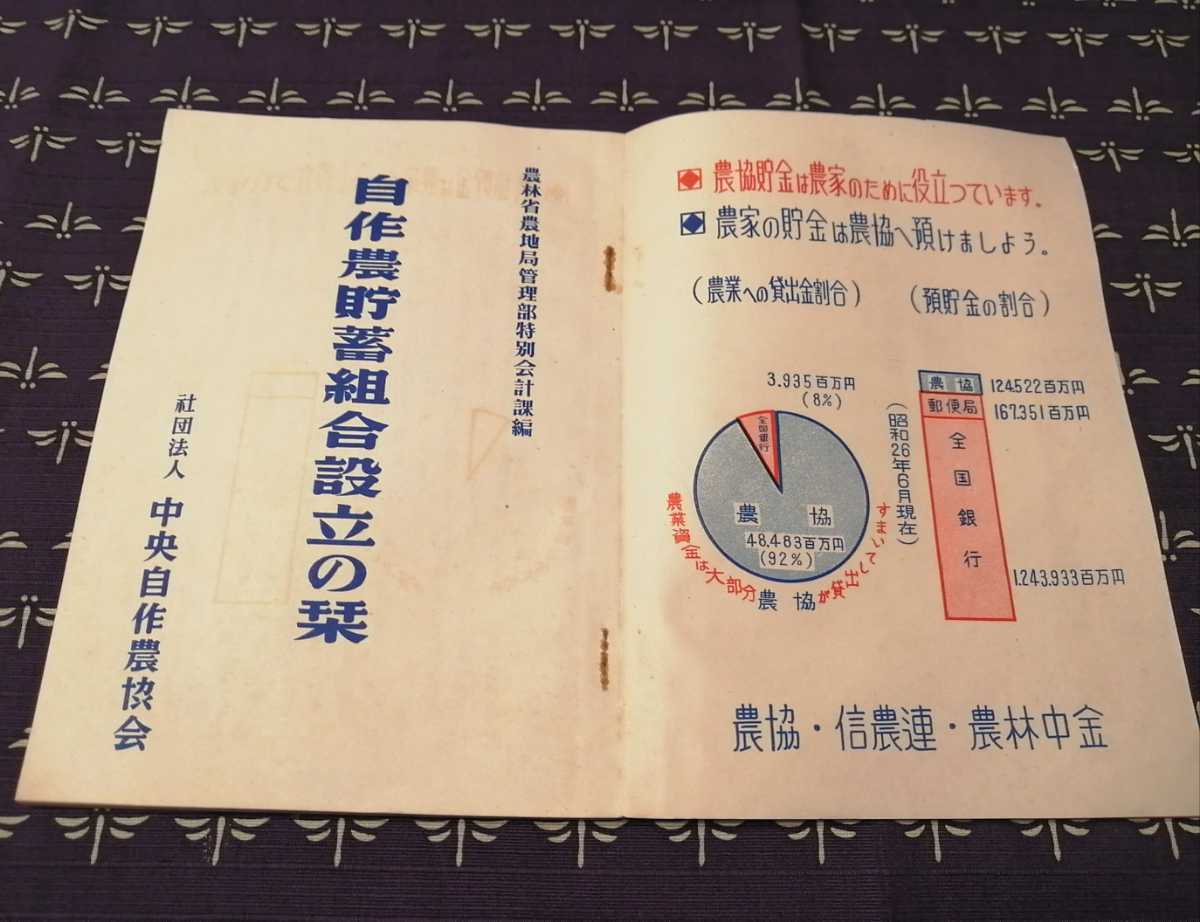 農林省農地局管理部特別会計課編
自作農貯蓄組合設立の栞
社団法人 中央自作農協会
農協貯金は農家のために役立つています。
農家の貯金は農協へ預けましよう。
(農業への貸出金割合)
(預貯金の割合)
3.935百万円
(8%)
全国銀行
農協
48.483百万円
(92%)
農業資金は大部分農協が貸出しています
(昭和26年6月現在)
農協
124.522百万円
郵便局
167.351百万円
全国銀行
1.243.933百万円
農協・信農連・農林中金